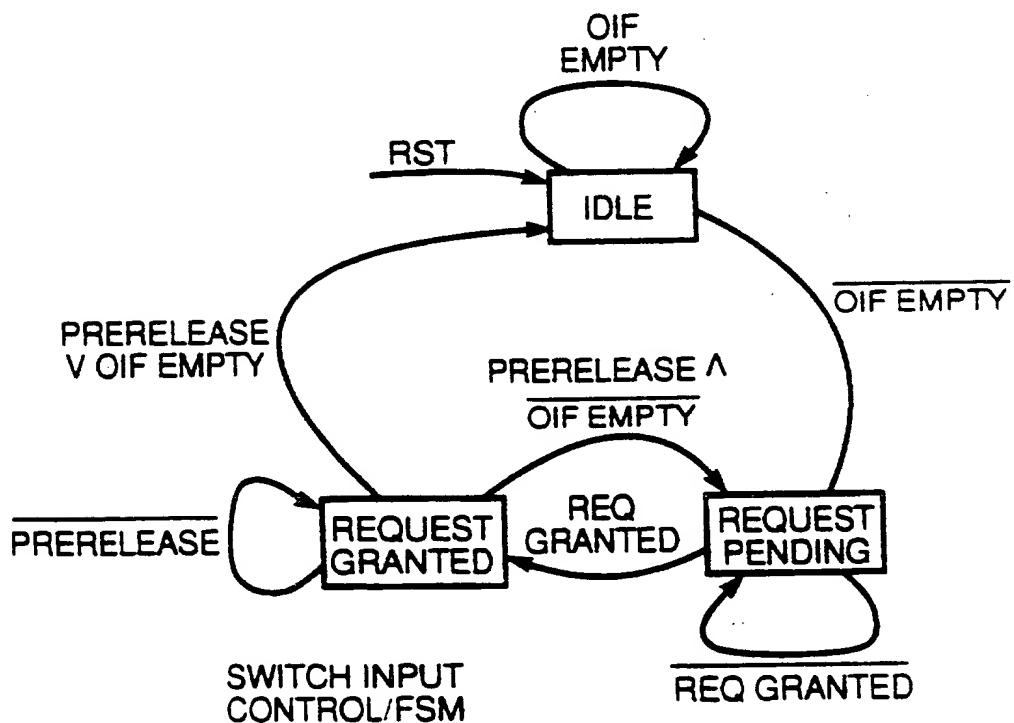 OIF
EMPTY
RST
IDLE
OIF EMPTY
PRERELEASE
V OIF EMPTY
PRERELEASE Λ
OIF EMPTY
PRERELEASE
REQUEST
GRANTED
REQ
GRANTED
REQUEST
PENDING
REQ GRANTED
SWITCH INPUT
CONTROL/FSM